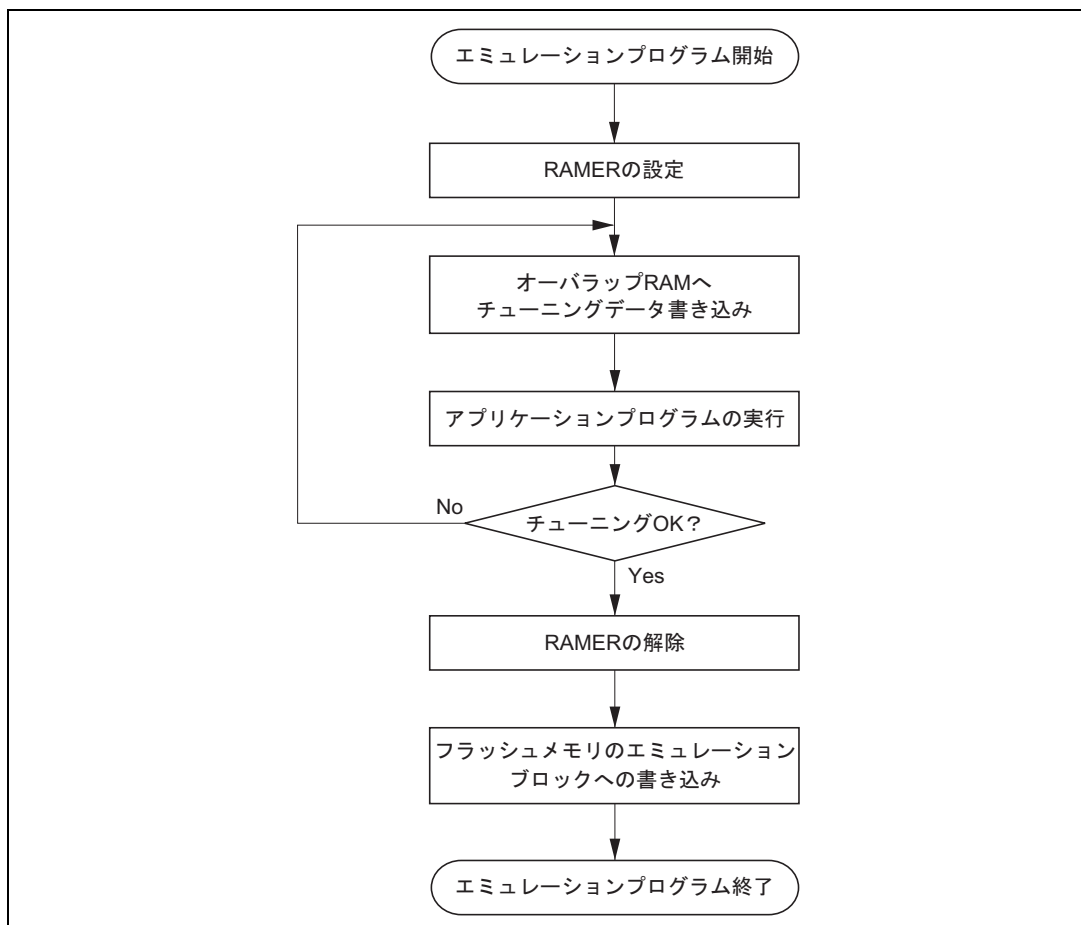 エミュレーションプログラム開始
RAMERの設定
オーバラップRAMへ
チューニングデータ書き込み
アプリケーションプログラムの実行
No
チューニングOK?
Yes
RAMERの解除
フラッシュメモリのエミュレーション
ブロックへの書き込み
エミュレーションプログラム終了